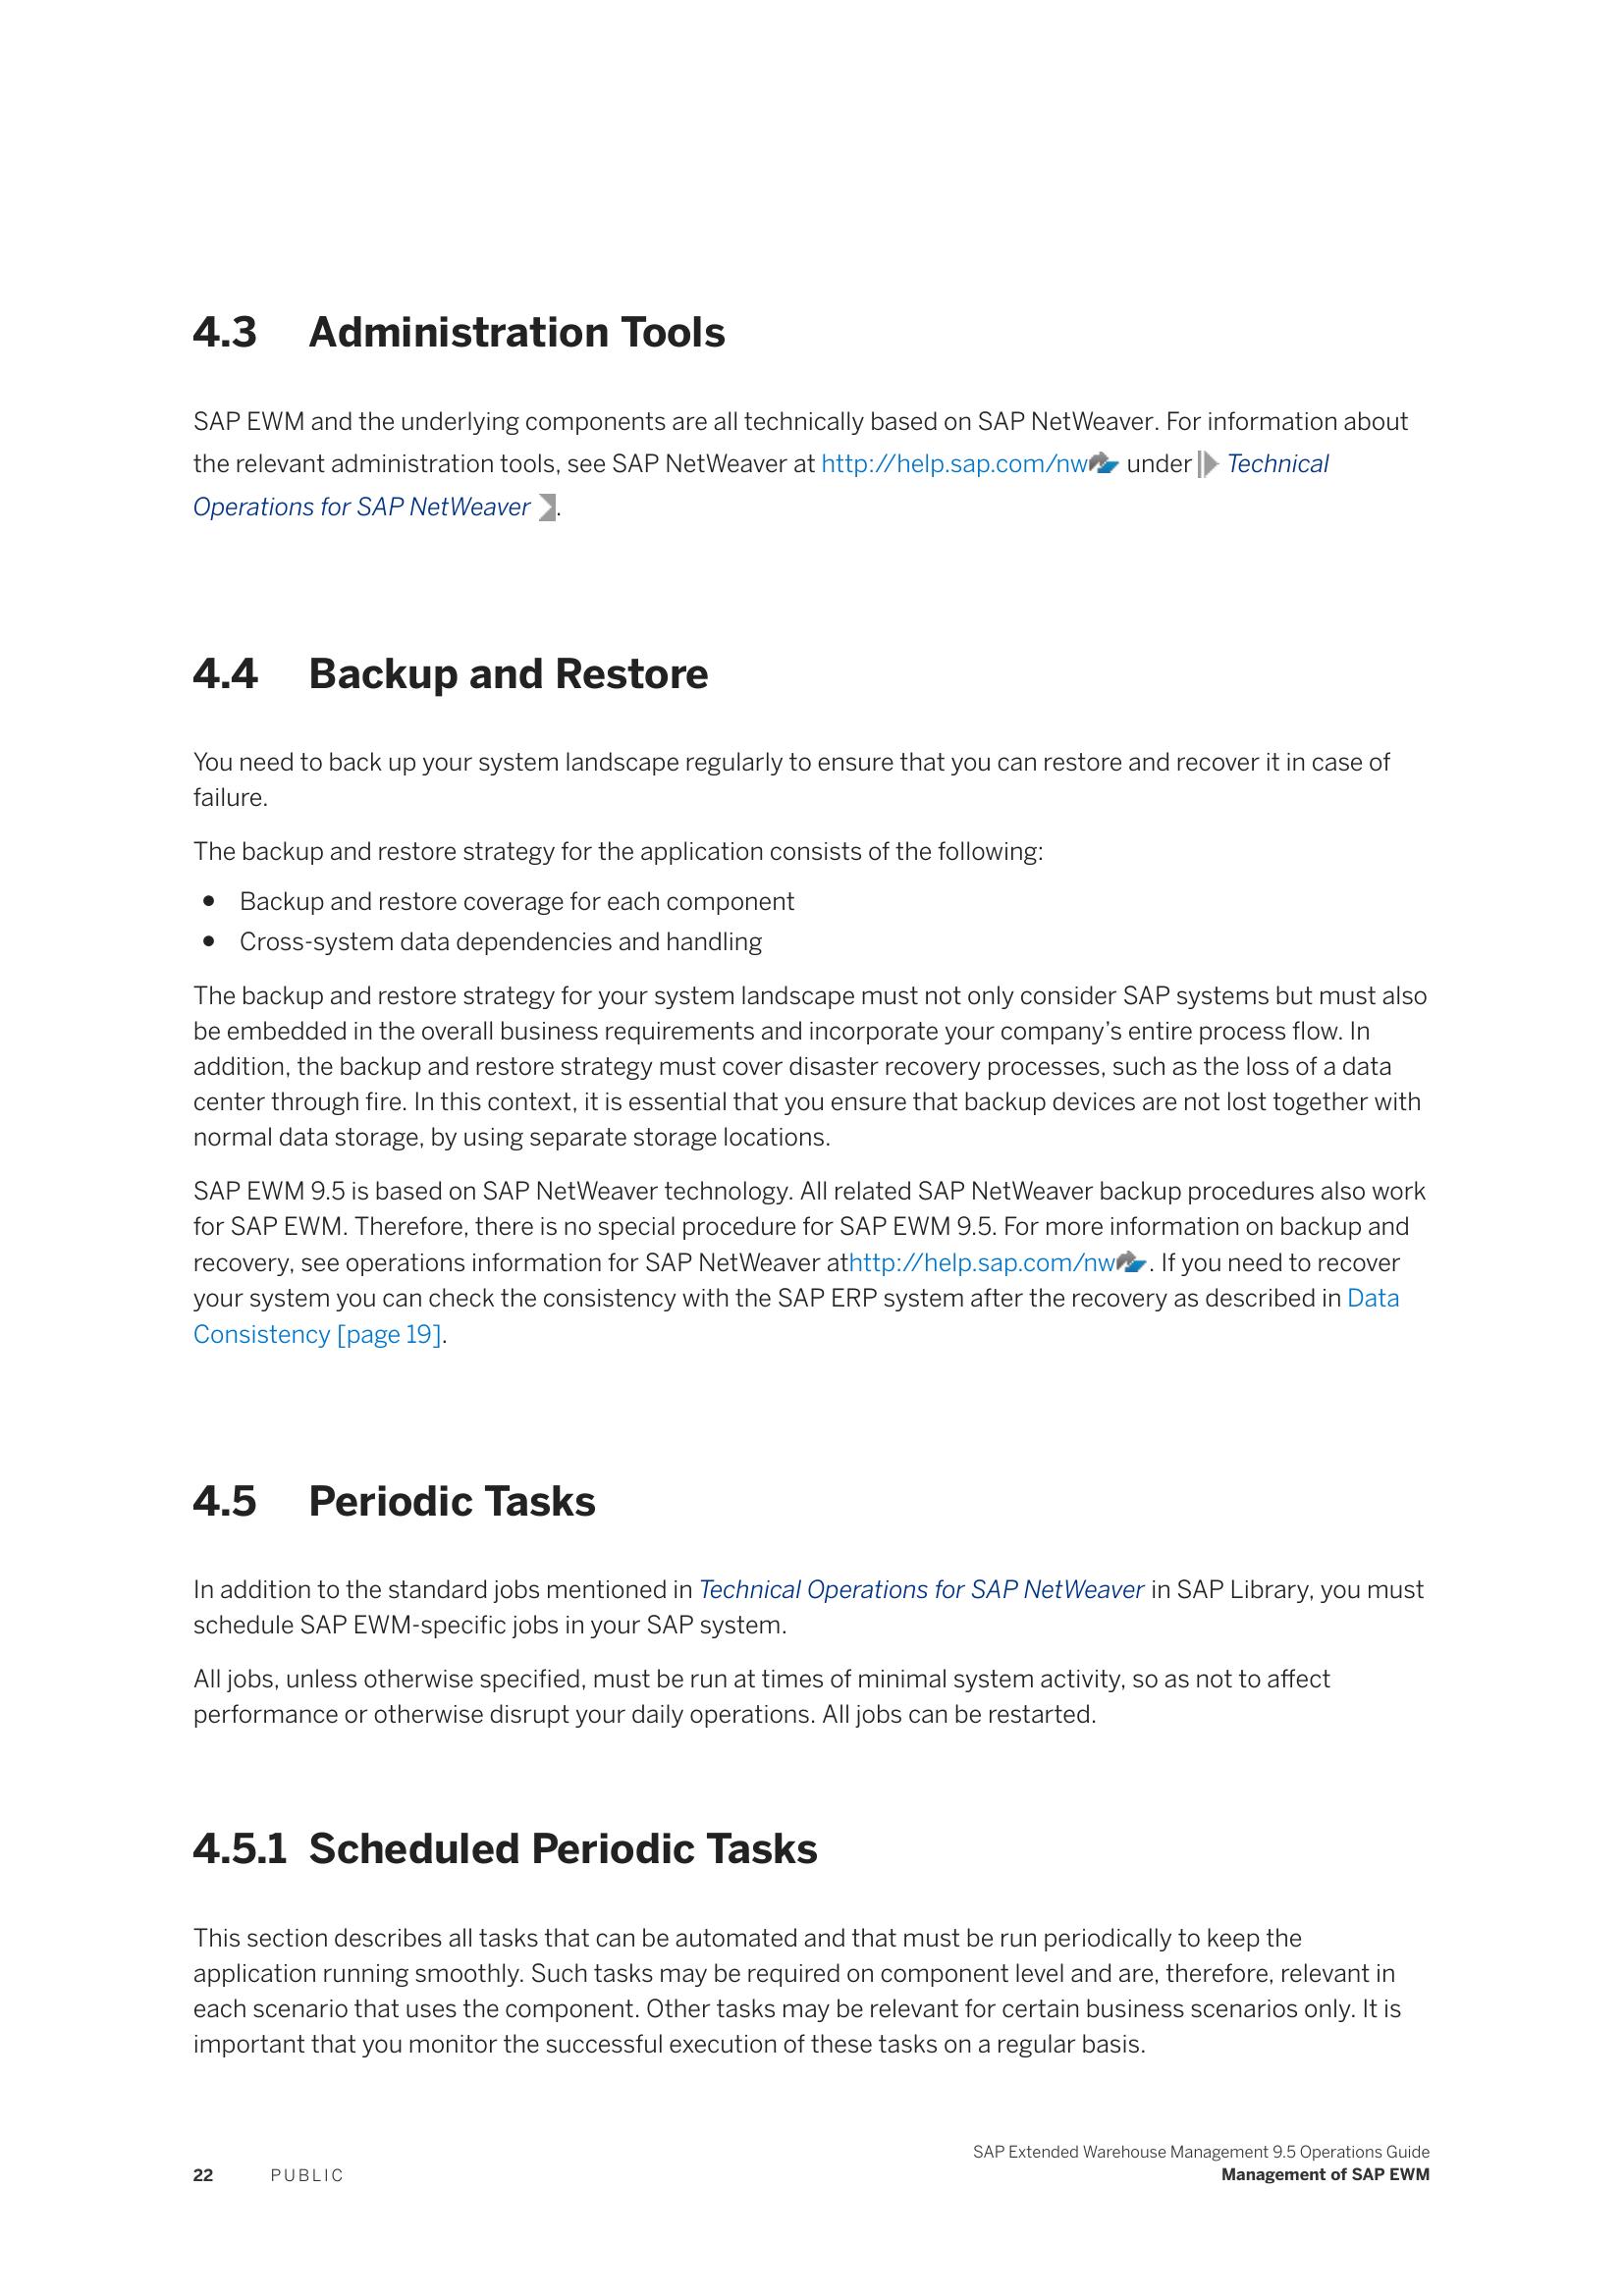 4.3 Administration Tools
SAP EWM and the underlying components are all technically based on SAP NetWeaver. For information about
the relevant administration tools, see SAP NetWeaver at http://help.sap.com/nw under Technical
Operations for SAP NetWeaver .
4.4 Backup and Restore
You need to back up your system landscape regularly to ensure that you can restore and recover it in case of
failure.
The backup and restore strategy for the application consists of the following:
● Backup and restore coverage for each component
● Cross-system data dependencies and handling
The backup and restore strategy for your system landscape must not only consider SAP systems but must also
be embedded in the overall business requirements and incorporate your company’s entire process flow. In
addition, the backup and restore strategy must cover disaster recovery processes, such as the loss of a data
center through fire. In this context, it is essential that you ensure that backup devices are not lost together with
normal data storage, by using separate storage locations.
SAP EWM 9.5 is based on SAP NetWeaver technology. All related SAP NetWeaver backup procedures also work
for SAP EWM. Therefore, there is no special procedure for SAP EWM 9.5. For more information on backup and
recovery, see operations information for SAP NetWeaver athttp://help.sap.com/nw . If you need to recover
your system you can check the consistency with the SAP ERP system after the recovery as described in Data
Consistency [page 19].
4.5 Periodic Tasks
In addition to the standard jobs mentioned in Technical Operations for SAP NetWeaver in SAP Library, you must
schedule SAP EWM-specific jobs in your SAP system.
All jobs, unless otherwise specified, must be run at times of minimal system activity, so as not to affect
performance or otherwise disrupt your daily operations. All jobs can be restarted.
4.5.1 Scheduled Periodic Tasks
This section describes all tasks that can be automated and that must be run periodically to keep the
application running smoothly. Such tasks may be required on component level and are, therefore, relevant in
each scenario that uses the component. Other tasks may be relevant for certain business scenarios only. It is
important that you monitor the successful execution of these tasks on a regular basis.
SAP Extended Warehouse Management 9.5 Operations Guide
22 PUBLIC Management of SAP EWM